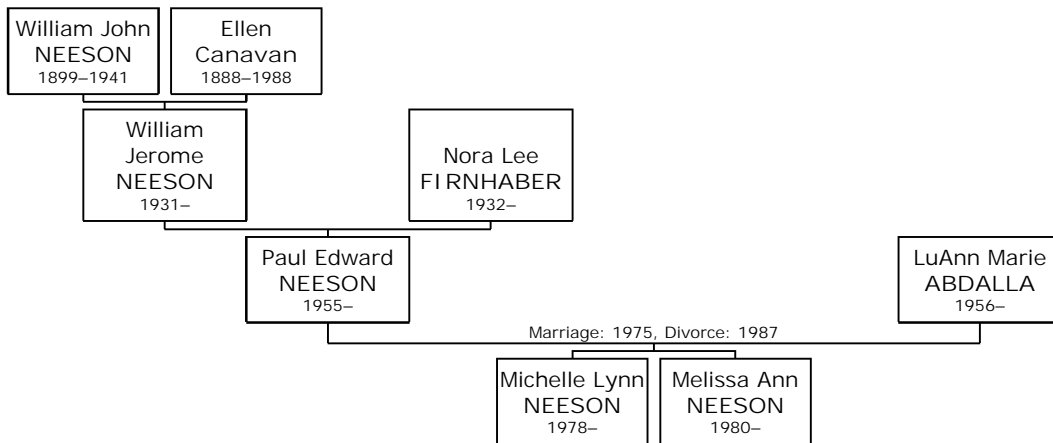 William John
NEESON
1899–1941
Ellen
Canavan
1888–1988
William
Jerome
NEESON
1931–
Nora Lee
FIRNHABER
1932–
Paul Edward
NEESON
1955–
LuAnn Marie
ABDALLA
1956–
Marriage: 1975, Divorce: 1987
Michelle Lynn
NEESON
1978–
Melissa Ann
NEESON
1980–